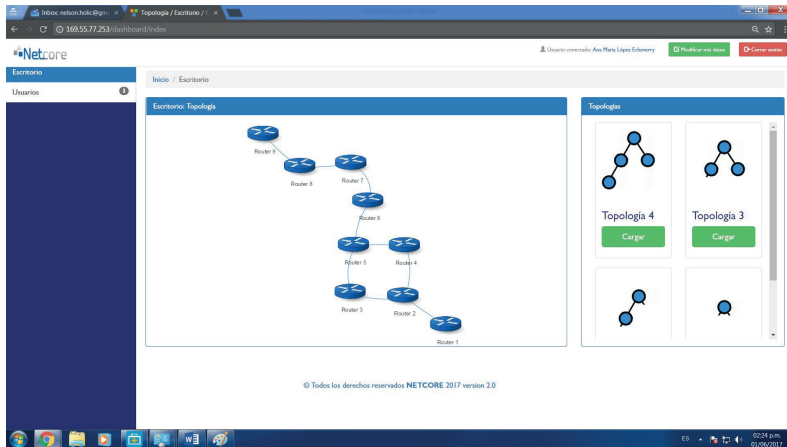 Inbox: nelson.holic@gm
Topologia / Escritorio /
169.55.77.253/dashboard/index
Netcore
Usuario conectado: Ana María López Echeverry
Modificar mis datos
Cerrar sesión
Escritorio
Usuarios
Inicio / Escritorio
Escritorio: Topología
Router 9
Router 8
Router 7
Router 6
Router 5
Router 4
Router 3
Router 2
Router 1
Topologías
Topología 4
Topología 3
Cargar
Cargar
© Todos los derechos reservados NETCORE 2017 version 2.0
ES
02:24 p.m.
01/06/2017